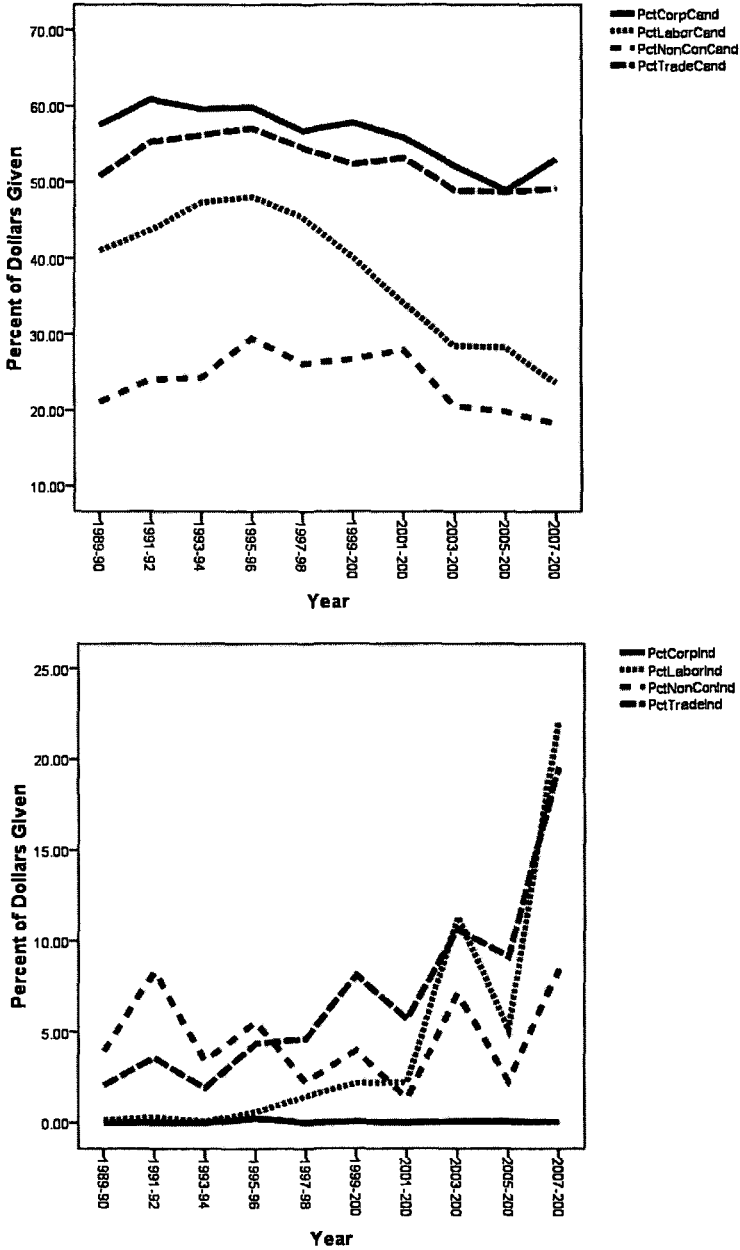 PctCorpCand
PctLaborCand
PctNonConCand
PctTradeCand
70.00
60.00
50.00
40.00
30.00
20.00
10.00
Percent of Dollars Given
1989-90
1991-92
1993-94
1995-96
1997-98
1999-200
2001-200
2003-200
2005-200
2007-200
Year
PctCorpInd
PctLaborInd
PctNonConInd
PctTradeInd
25.00
20.00
15.00
10.00
5.00
0.00
Percent of Dollars Given
1989-90
1991-92
1993-94
1995-96
1997-98
1999-200
2001-200
2003-200
2005-200
2007-200
Year